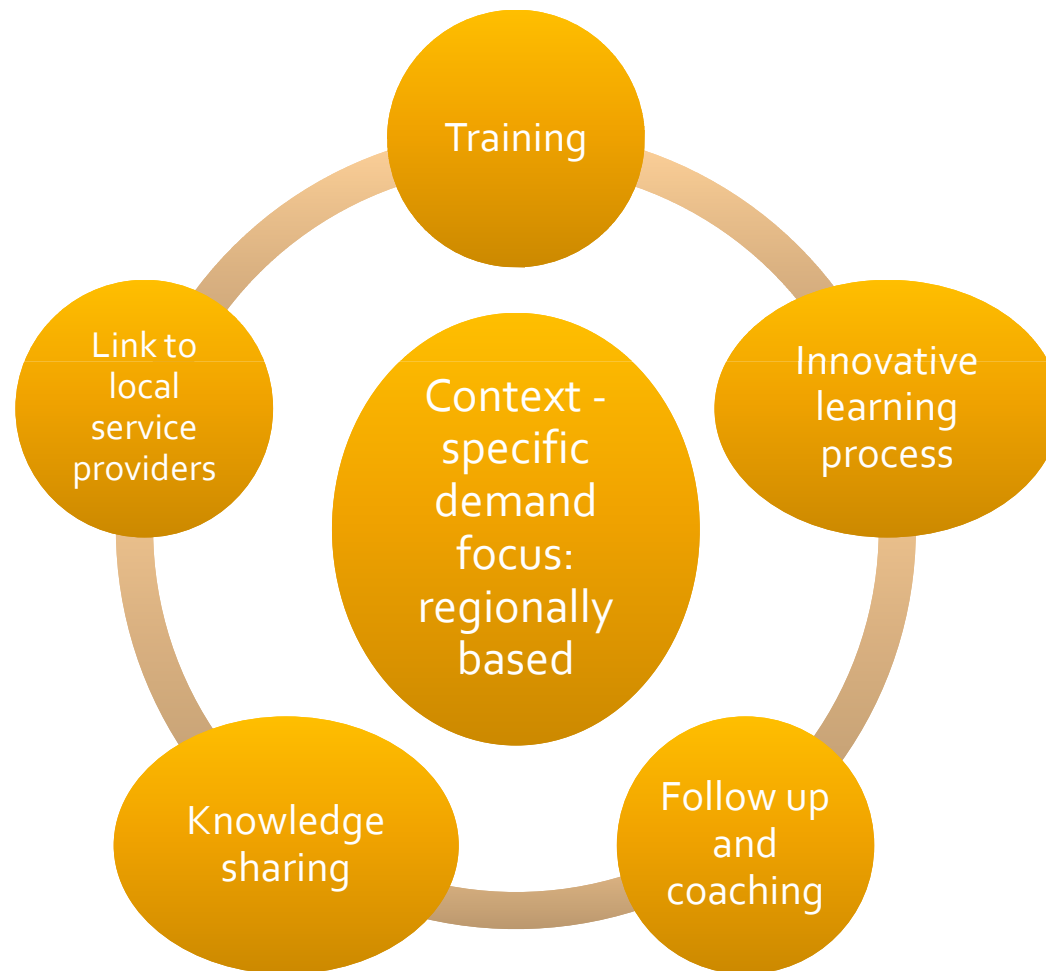 Training
Innovative
learning
process
Follow up
and
coaching
Knowledge
sharing
Link to
local
service
providers
Context -
specific
demand
focus:
regionally
based